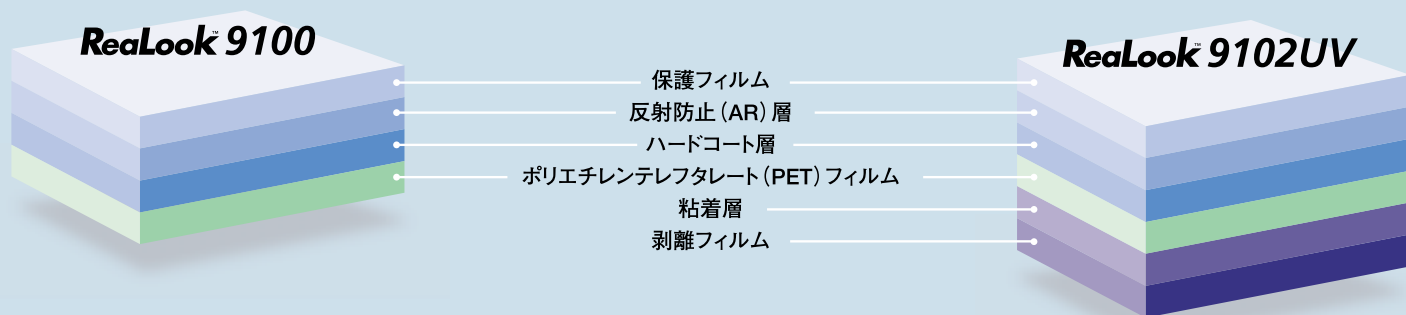 ReaLook™ 9100
ReaLook™ 9102UV
保護フィルム
反射防止（AR）層
ハードコート層
ポリエチレンテレフタレート（PET）フィルム
粘着層
剥離フィルム